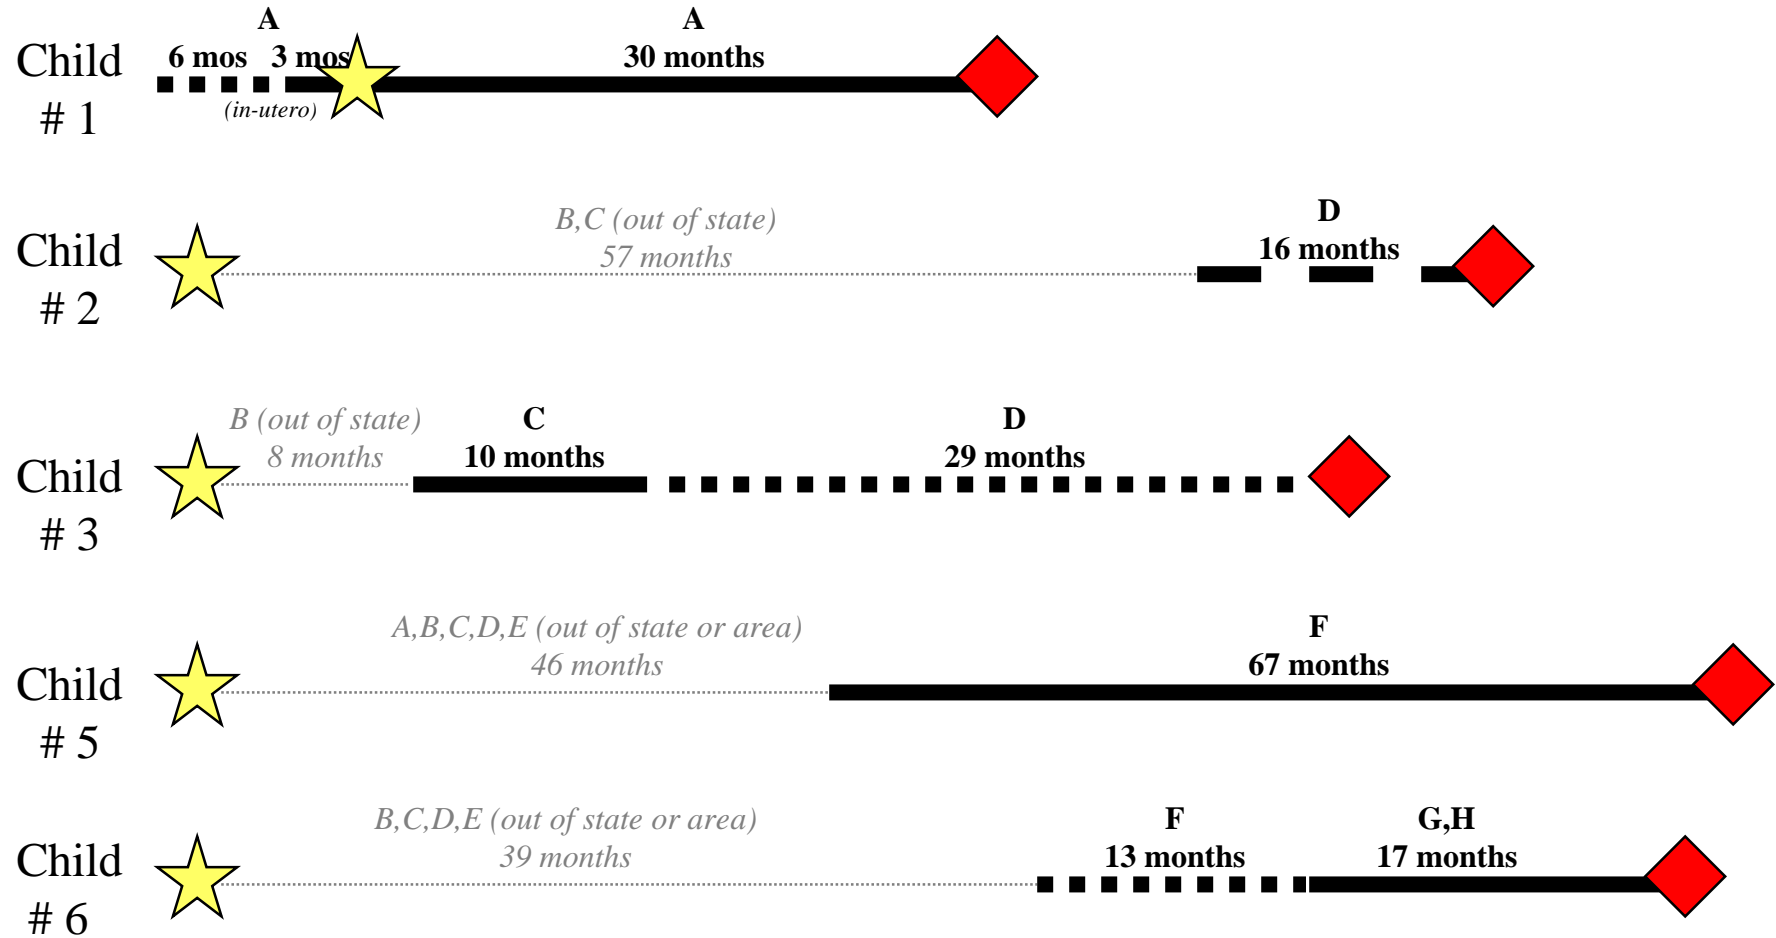 A
A
Child
6 mos
3 mos
30 months
(in-utero)
# 1
D
B,C (out of state)
Child
16 months
57 months
# 2
B (out of state)
C
D
8 months
10 months
29 months
Child
# 3
A,B,C,D,E (out of state or area)
F
46 months
67 months
Child
# 5
B,C,D,E (out of state or area)
F
G,H
39 months
13 months
17 months
Child
# 6